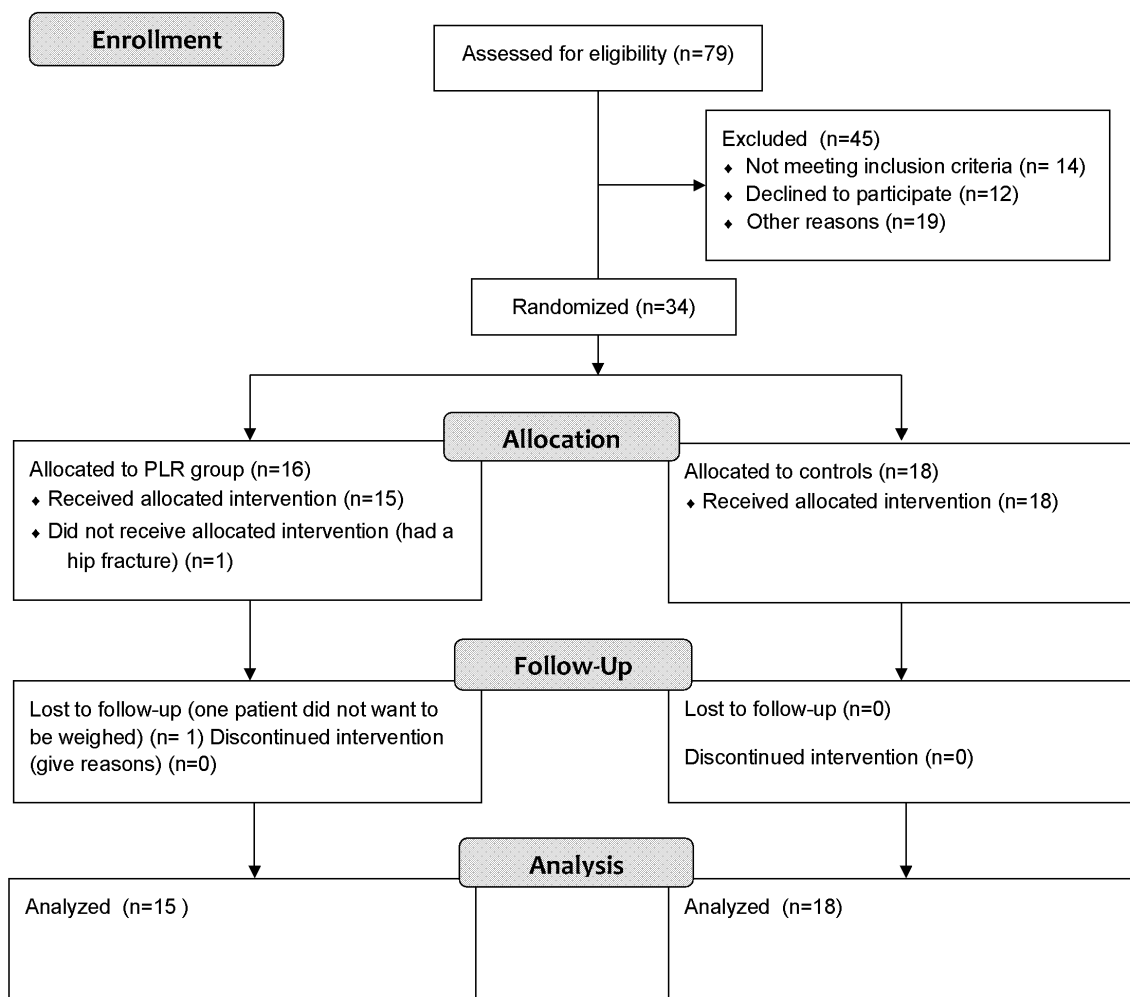 Enrollment
Assessed for eligibility (n=79)
Excluded (n=45)
♦ Not meeting inclusion criteria (n= 14)
♦ Declined to participate (n=12)
♦ Other reasons (n=19)
Randomized (n=34)
Allocation
Allocated to PLR group (n=16)
♦ Received allocated intervention (n=15)
♦ Did not receive allocated intervention (had a
hip fracture) (n=1)
Allocated to controls (n=18)
♦ Received allocated intervention (n=18)
Follow-Up
Lost to follow-up (one patient did not want to
be weighed) (n= 1) Discontinued intervention
(give reasons) (n=0)
Lost to follow-up (n=0)
Discontinued intervention (n=0)
Analysis
Analyzed (n=15 )
Analyzed (n=18)